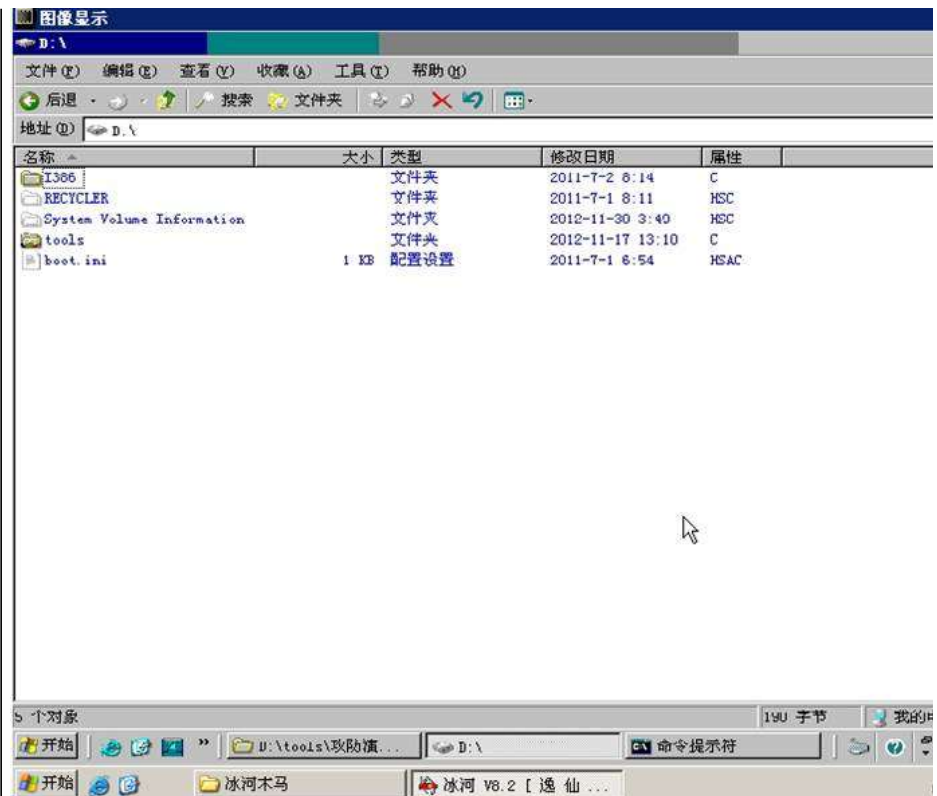 图像显示
D:\
文件(F) 编辑(E) 查看(V) 收藏(A) 工具(T) 帮助(H)
后退 搜索 文件夹
地址(D) D:\
名称 大小 类型 修改日期 属性
I386 文件夹 2011-7-2 8:14 C
RECYCLER 文件夹 2011-7-1 8:11 HSC
System Volume Information 文件夹 2012-11-30 3:40 HSC
tools 文件夹 2012-11-17 13:10 C
boot.ini 1 KB 配置设置 2011-7-1 6:54 HSAC
5 个对象 190 字节 我的电
开始 » D:\tools\攻防演... D:\ 命令提示符
开始 冰河木马 冰河 V8.2 [ 逸 仙 ...